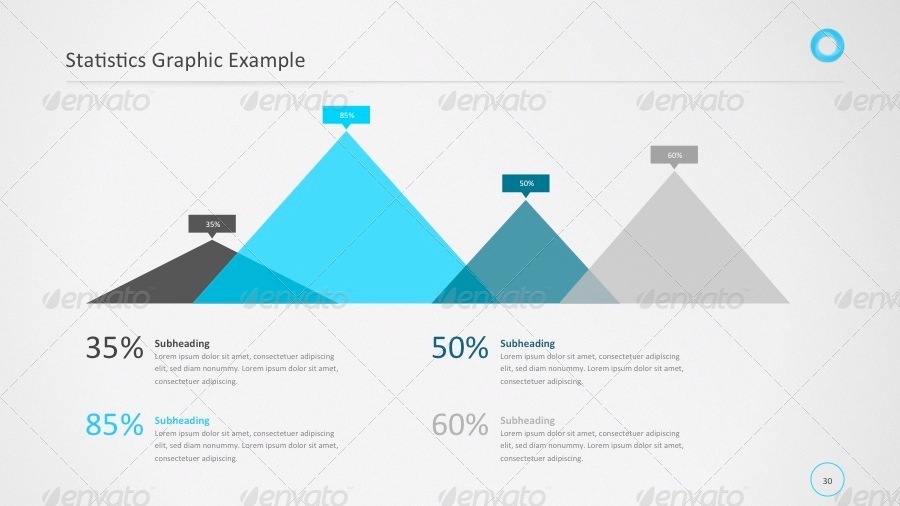 Statistics Graphic Example
envato envato envato envato envato
85%
60%
50%
35%
envato envato envato envato envato
35%
Subheading
Lorem ipsum dolor sit amet, consectetuer adipiscing
elit, sed diam nonummy. Lorem ipsum dolor sit amet,
consectetuer adipiscing.
50%
Subheading
Lorem ipsum dolor sit amet, consectetuer adipiscing
elit, sed diam nonummy. Lorem ipsum dolor sit amet,
consectetuer adipiscing.
85%
Subheading
Lorem ipsum dolor sit amet, consectetuer adipiscing
elit, sed diam nonummy. Lorem ipsum dolor sit amet,
consectetuer adipiscing.
60%
Subheading
Lorem ipsum dolor sit amet, consectetuer adipiscing
elit, sed diam nonummy. Lorem ipsum dolor sit amet,
consectetuer adipiscing.
30
envato envato envato envato envato